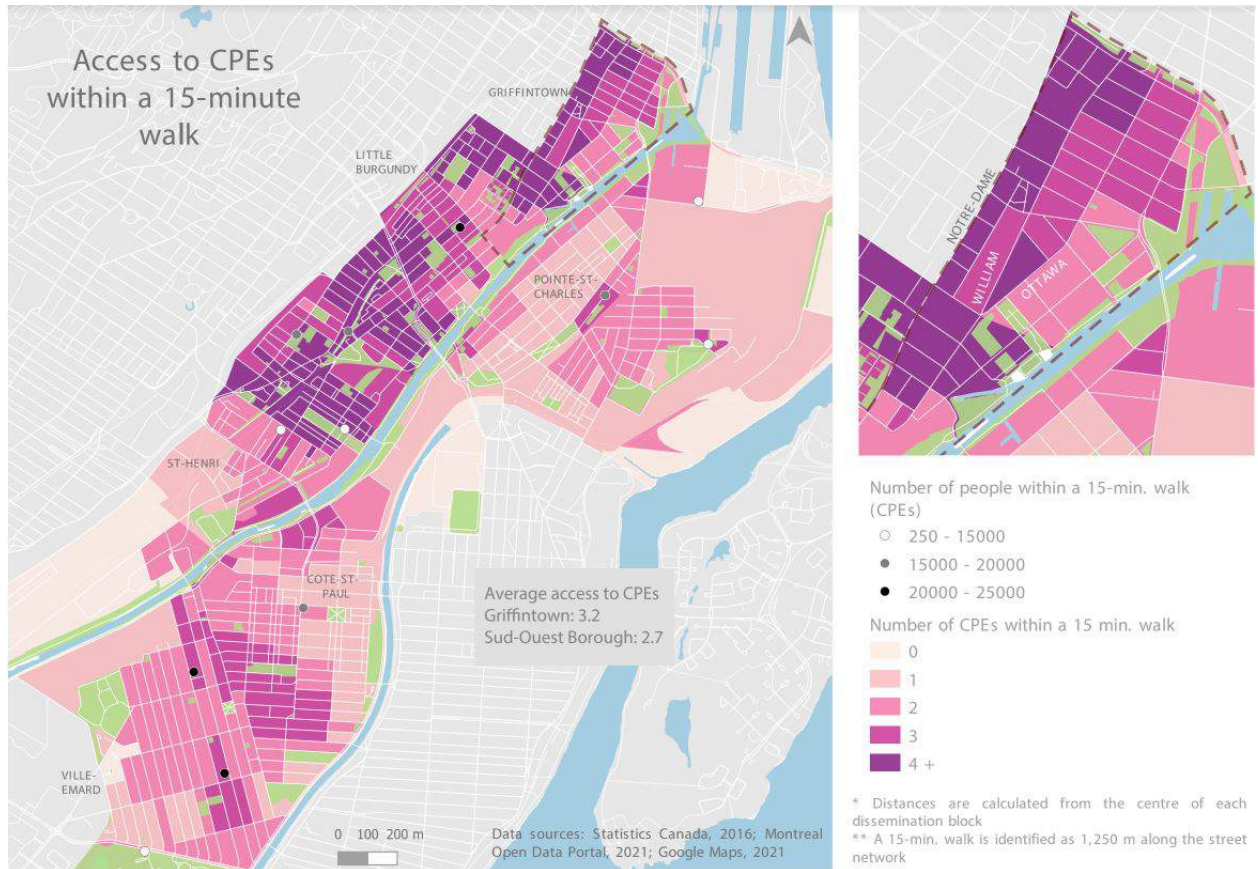 Access to CPEs
within a 15-minute
walk
GRIFFINTOWN
LITTLE
BURGUNDY
POINTE-ST-
CHARLES
ST-HENRI
COTE-ST-
PAUL
VILLE-
EMARD
Average access to CPEs
Griffintown: 3.2
Sud-Ouest Borough: 2.7
0 100 200 m
Data sources: Statistics Canada, 2016; Montreal
Open Data Portal, 2021; Google Maps, 2021
NOTRE-DAME
WILLIAM
OTTAWA
Number of people within a 15-min. walk
(CPEs)
250 - 15000
15000 - 20000
20000 - 25000
Number of CPEs within a 15 min. walk
0
1
2
3
4 +
* Distances are calculated from the centre of each
dissemination block
** A 15-min. walk is identified as 1,250 m along the street
network